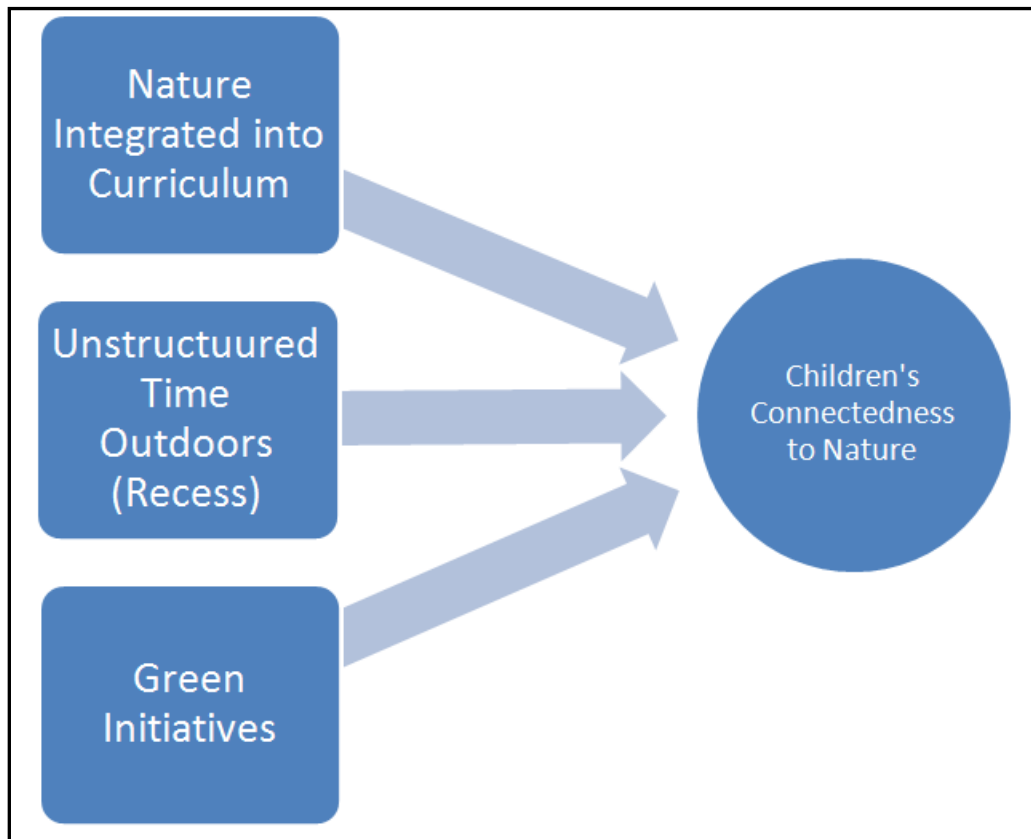 Nature
Integrated into
Curriculum
Unstructuured
Time
Outdoors
(Recess)
Green
Initiatives
Children's
Connectedness
to Nature